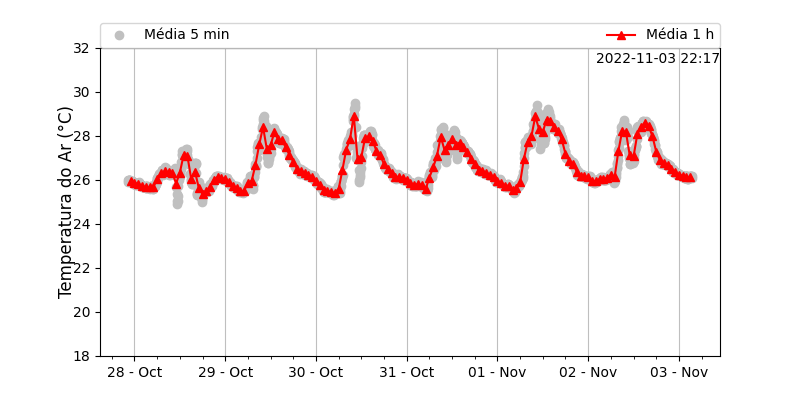 Média 5 min
Média 1 h
2022-11-03 22:17
Temperatura do Ar (°C)
32
30
28
26
24
22
20
18
28 - Oct
29 - Oct
30 - Oct
31 - Oct
01 - Nov
02 - Nov
03 - Nov